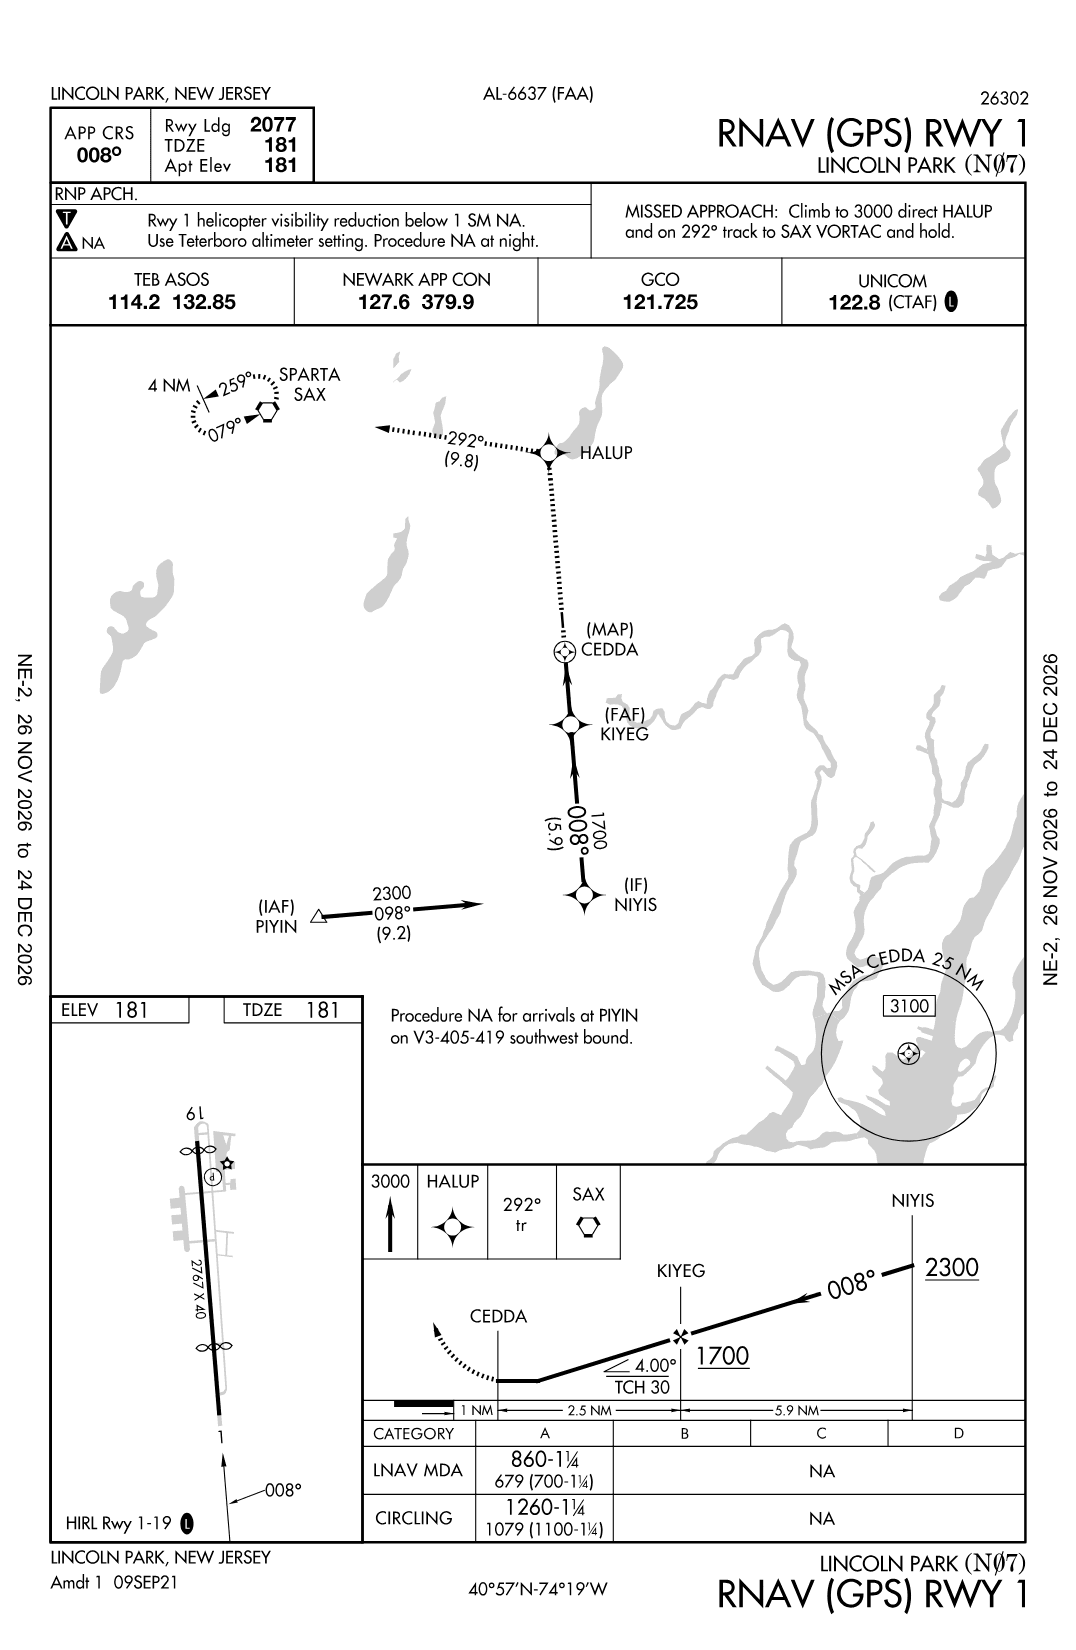 LINCOLN PARK, NEW JERSEY
AL-6637 (FAA)
26302
APP CRS
008°
Rwy Ldg 2077
TDZE 181
Apt Elev 181
RNAV (GPS) RWY 1
LINCOLN PARK (NØ7)
RNP APCH.
T
A NA
Rwy 1 helicopter visibility reduction below 1 SM NA.
Use Teterboro altimeter setting. Procedure NA at night.
MISSED APPROACH: Climb to 3000 direct HALUP
and on 292° track to SAX VORTAC and hold.
TEB ASOS
114.2 132.85
NEWARK APP CON
127.6 379.9
GCO
121.725
UNICOM
122.8 (CTAF) L
4 NM
259°
079°
SPARTA
SAX
292°
(9.8)
HALUP
(MAP)
CEDDA
(FAF)
KIYEG
1700
008°
(5.9)
(IF)
NIYIS
(IAF)
PIYIN
2300
098°
(9.2)
MSA CEDDA 25 NM
3100
Procedure NA for arrivals at PIYIN
on V3-405-419 southwest bound.
NE-2, 26 NOV 2026 to 24 DEC 2026
NE-2, 26 NOV 2026 to 24 DEC 2026
ELEV 181
TDZE 181
19
P
2767 X 40
1
008°
HIRL Rwy 1-19 L
3000
HALUP
292°
tr
SAX
NIYIS
2300
008°
KIYEG
1700
CEDDA
4.00°
TCH 30
1 NM
2.5 NM
5.9 NM
CATEGORY
A
B
C
D
LNAV MDA
860-1¼
679 (700-1¼)
NA
CIRCLING
1260-1¼
1079 (1100-1¼)
NA
LINCOLN PARK, NEW JERSEY
Amdt 1 09SEP21
40°57'N-74°19'W
LINCOLN PARK (NØ7)
RNAV (GPS) RWY 1